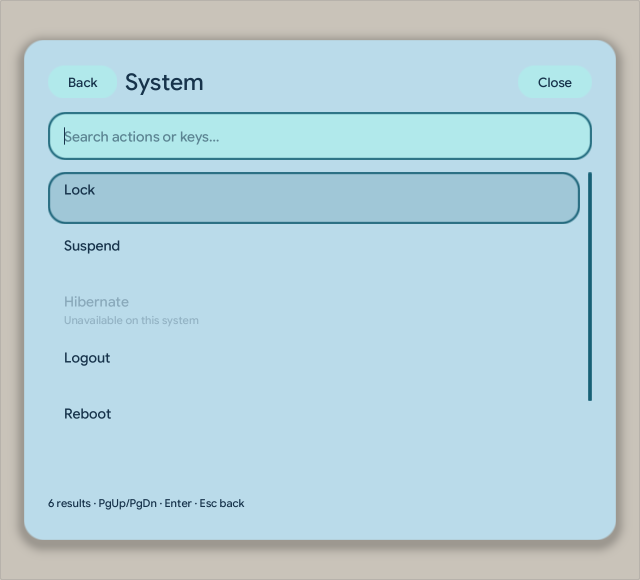 Back System Close
Search actions or keys...
Lock
Suspend
Hibernate
Unavailable on this system
Logout
Reboot
6 results · PgUp/PgDn · Enter · Esc back